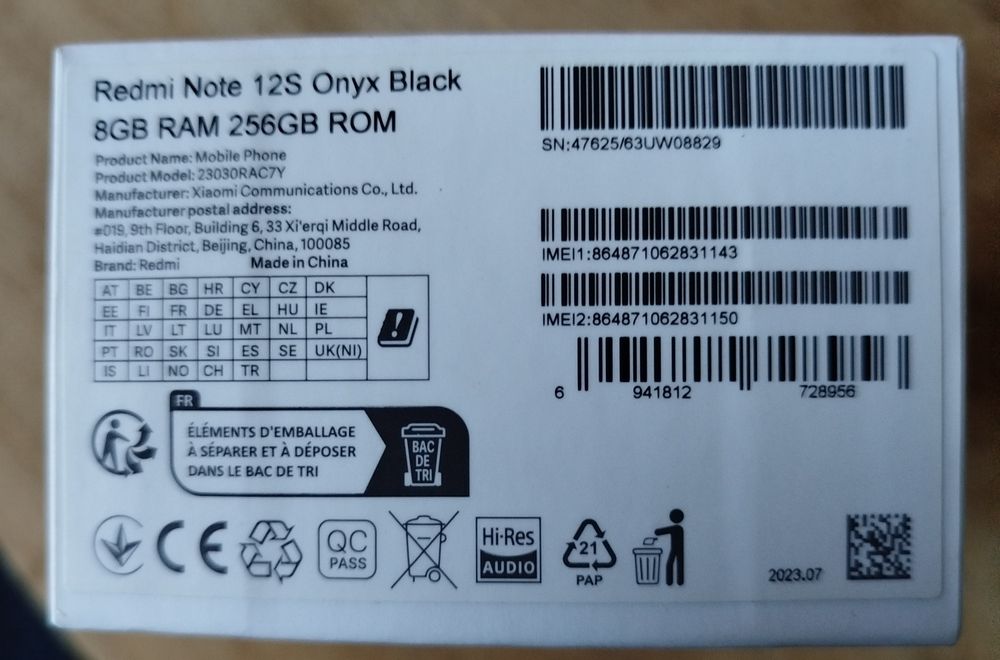 Redmi Note 12S Onyx Black
8GB RAM 256GB ROM
Product Name: Mobile Phone
Product Model: 23030RAC7Y
Manufacturer: Xiaomi Communications Co., Ltd.
Manufacturer postal address:
#019, 9th Floor, Building 6, 33 Xi'erqi Middle Road,
Haidian District, Beijing, China, 100085
Brand: Redmi Made in China
AT BE BG HR CY CZ DK
EE FI FR DE EL HU IE
IT LV LT LU MT NL PL
PT RO SK SI ES SE UK(NI)
IS LI NO CH TR
SN:47625/63UW08829
IMEI1:864871062831143
IMEI2:864871062831150
6 941812 728956
FR
ÉLÉMENTS D'EMBALLAGE
À SÉPARER ET À DÉPOSER
DANS LE BAC DE TRI
BAC
DE
TRI
CE
QC
PASS
Hi-Res
AUDIO
21
PAP
2023.07